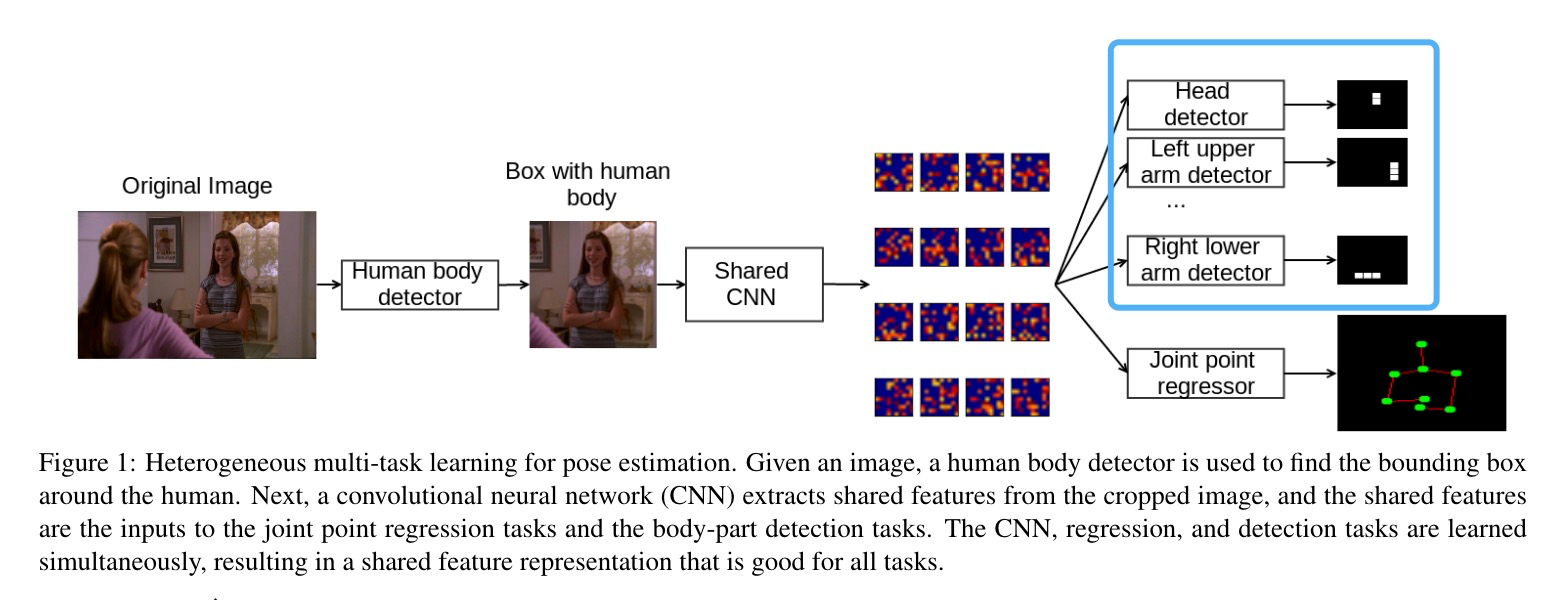 Original Image
Human body
detector
Box with human
body
Shared
CNN
Head
detector
Left upper
arm detector
...
Right lower
arm detector
Joint point
regressor
Figure 1: Heterogeneous multi-task learning for pose estimation. Given an image, a human body detector is used to find the bounding box
around the human. Next, a convolutional neural network (CNN) extracts shared features from the cropped image, and the shared features
are the inputs to the joint point regression tasks and the body-part detection tasks. The CNN, regression, and detection tasks are learned
simultaneously, resulting in a shared feature representation that is good for all tasks.